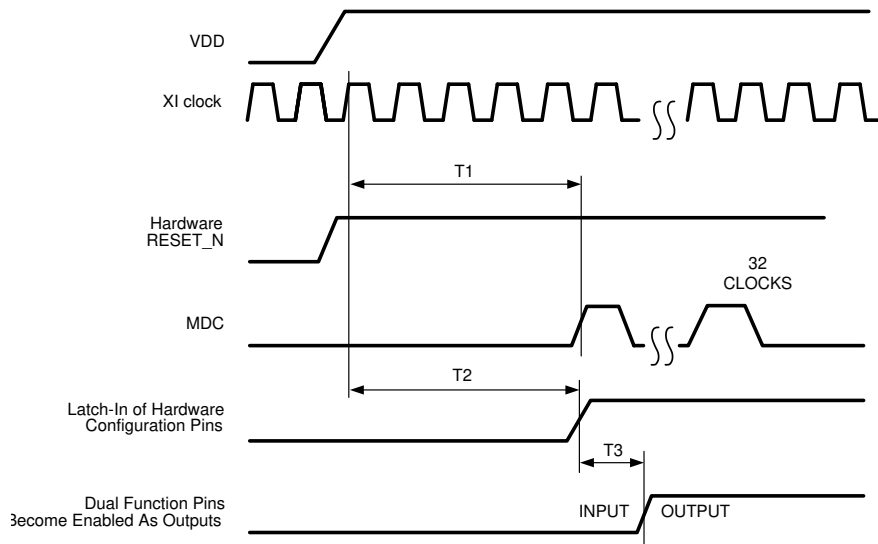 VDD
XI clock
T1
Hardware
RESET_N
32
CLOCKS
MDC
T2
Latch-In of Hardware
Configuration Pins
T3
Dual Function Pins
INPUT OUTPUT
Become Enabled As Outputs